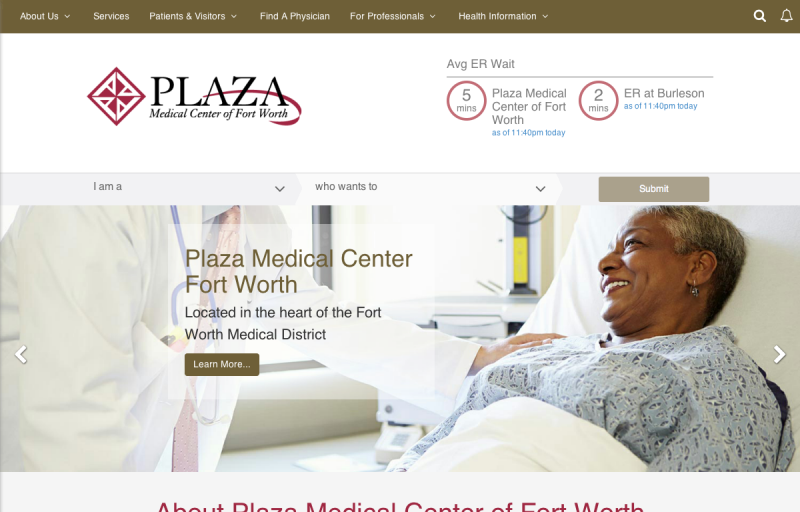 About Us
Services
Patients & Visitors
Find A Physician
For Professionals
Health Information
PLAZA
Medical Center of Fort Worth
Avg ER Wait
5
mins
Plaza Medical
Center of Fort
Worth
as of 11:40pm today
2
mins
ER at Burleson
as of 11:40pm today
I am a
who wants to
Submit
Plaza Medical Center
Fort Worth
Located in the heart of the Fort
Worth Medical District
Learn More...
About Plaza Medical Center of Fort Worth